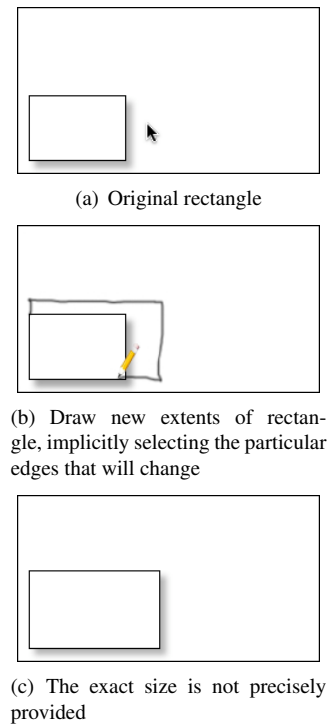 (a) Original rectangle
(b) Draw new extents of rectan-
gle, implicitly selecting the particular
edges that will change
(c) The exact size is not precisely
provided